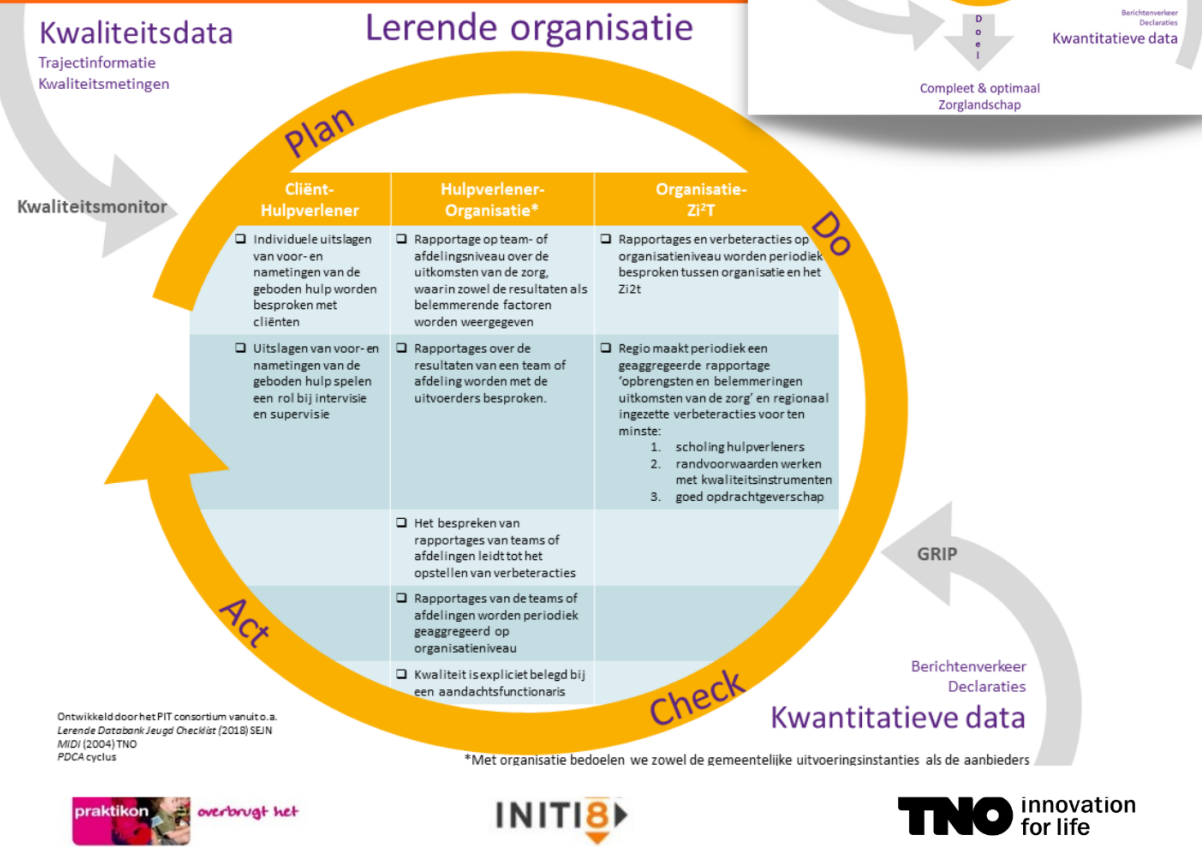 Kwaliteitsdata
Trajectinformatie
Kwaliteitsmetingen
Lerende organisatie
D
o
e
l
Berichtenverkeer
Declaraties
Kwantitatieve data
Compleet & optimaal
Zorglandschap
Plan
Kwaliteitsmonitor
Do
Cliënt-
Hulpverlener
Hulpverlener-
Organisatie*
Organisatie-
Zi²T
❑ Individuele uitslagen
van voor- en
nametingen van de
geboden hulp worden
besproken met
cliënten
❑ Rapportage op team- of
afdelingsniveau over de
uitkomsten van de zorg,
waarin zowel de resultaten als
belemmerende factoren
worden weergegeven
❑ Rapportages en verbeteracties op
organisatieniveau worden periodiek
besproken tussen organisatie en het
Zi2t
❑ Uitslagen van voor- en
nametingen van de
geboden hulp spelen
een rol bij intervisie
en supervisie
❑ Rapportages over de
resultaten van een team of
afdeling worden met de
uitvoerders besproken.
❑ Regio maakt periodiek een
geaggregeerde rapportage
‘opbrengsten en belemmeringen
uitkomsten van de zorg’ en regionaal
ingezette verbeteracties voor ten
minste:
1. scholing hulpverleners
2. randvoorwaarden werken
met kwaliteitsinstrumenten
3. goed opdrachtgeverschap
❑ Het bespreken van
rapportages van teams of
afdelingen leidt tot het
opstellen van verbeteracties
❑ Rapportages van de teams of
afdelingen worden periodiek
geaggregeerd op
organisatieniveau
❑ Kwaliteit is expliciet belegd bij
een aandachtsfunctionaris
GRIP
Act
Check
Berichtenverkeer
Declaraties
Kwantitatieve data
Ontwikkeld door het PIT consortium vanuit o.a.
Lerende Databank Jeugd Checklist (2018) SEJN
MIDI (2004) TNO
PDCA cyclus
*Met organisatie bedoelen we zowel de gemeentelijke uitvoeringsinstanties als de aanbieders
praktikon overbrugt het
INITI8
TNO innovation
for life